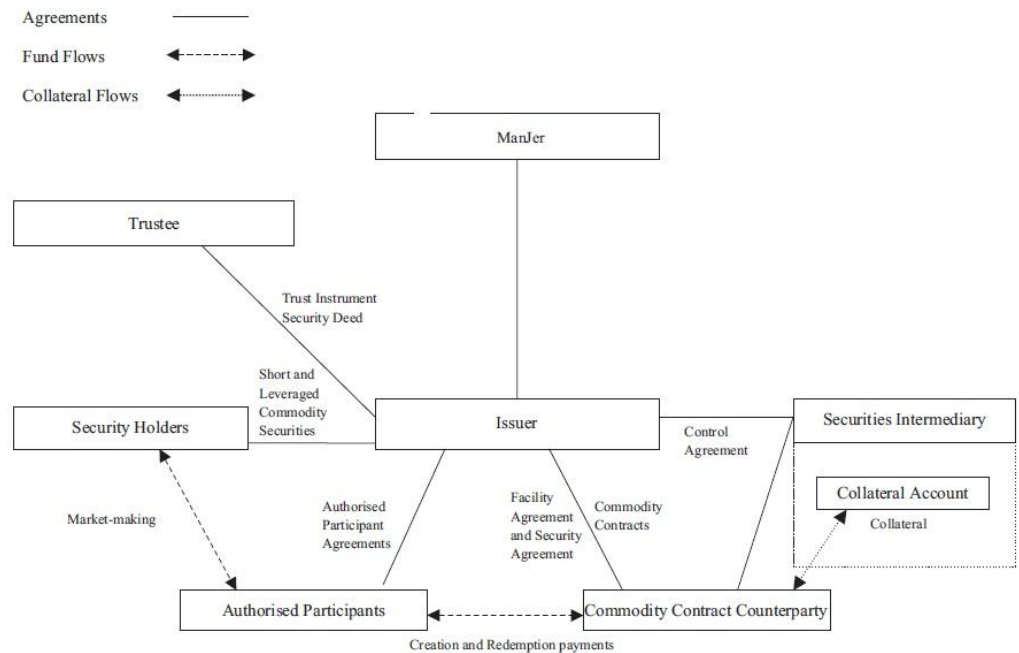 Agreements
Fund Flows
Collateral Flows
ManJer
Trustee
Trust Instrument
Security Deed
Short and
Leveraged
Commodity
Securities
Security Holders
Issuer
Control
Agreement
Securities Intermediary
Collateral Account
Collateral
Market-making
Authorised
Participant
Agreements
Facility
Agreement
and Security
Agreement
Commodity
Contracts
Authorised Participants
Commodity Contract Counterparty
Creation and Redemption payments